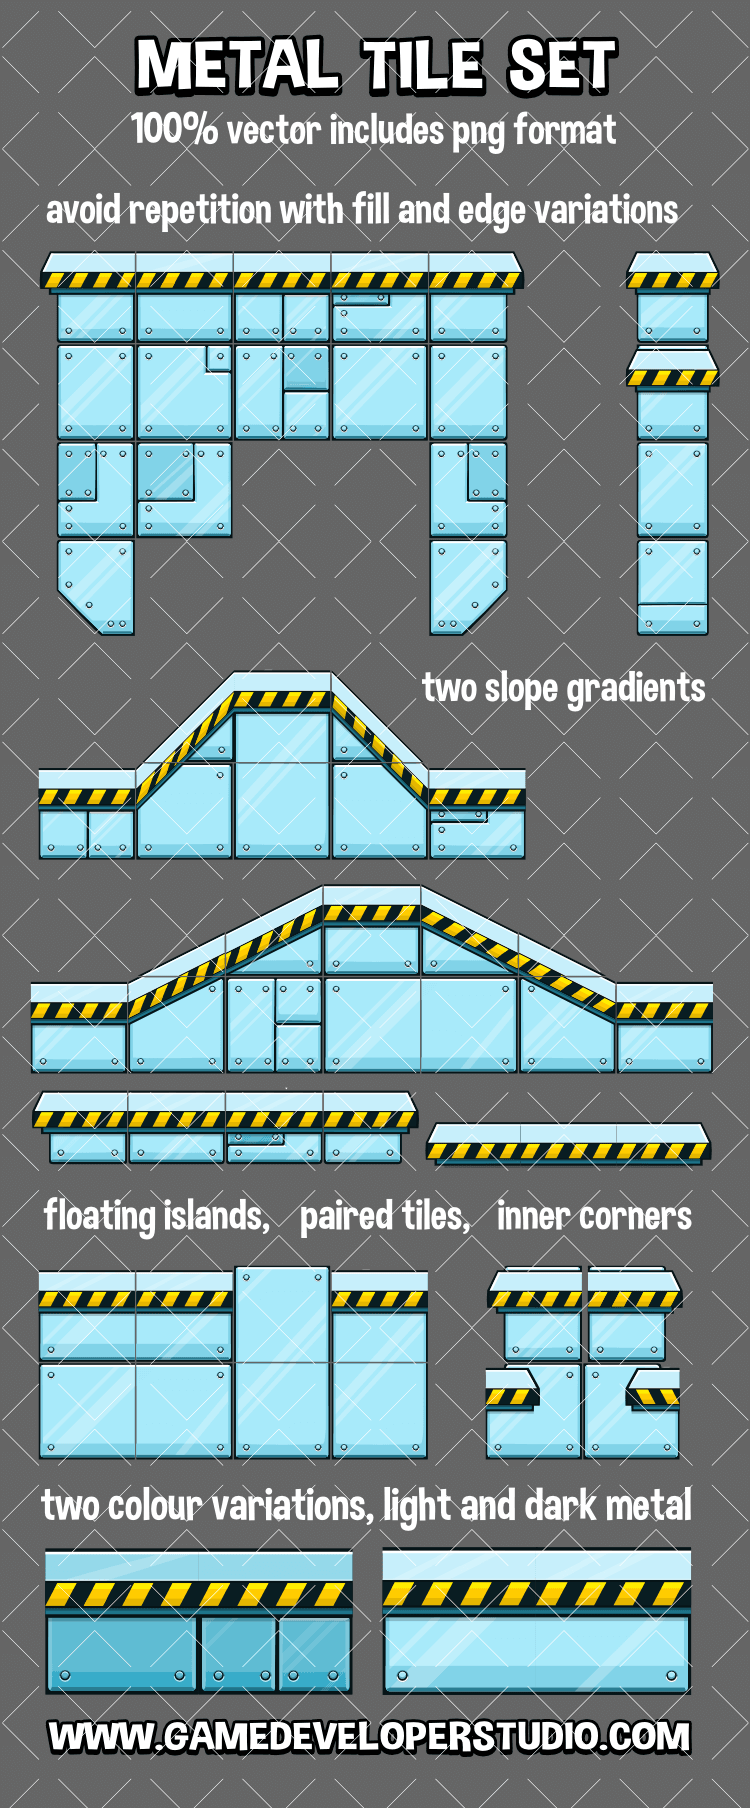 METAL TILE SET
100% vector includes png format
avoid repetition with fill and edge variations
two slope gradients
floating islands, paired tiles, inner corners
two colour variations, light and dark metal
WWW.GAMEDEVELOPERSTUDIO.COM